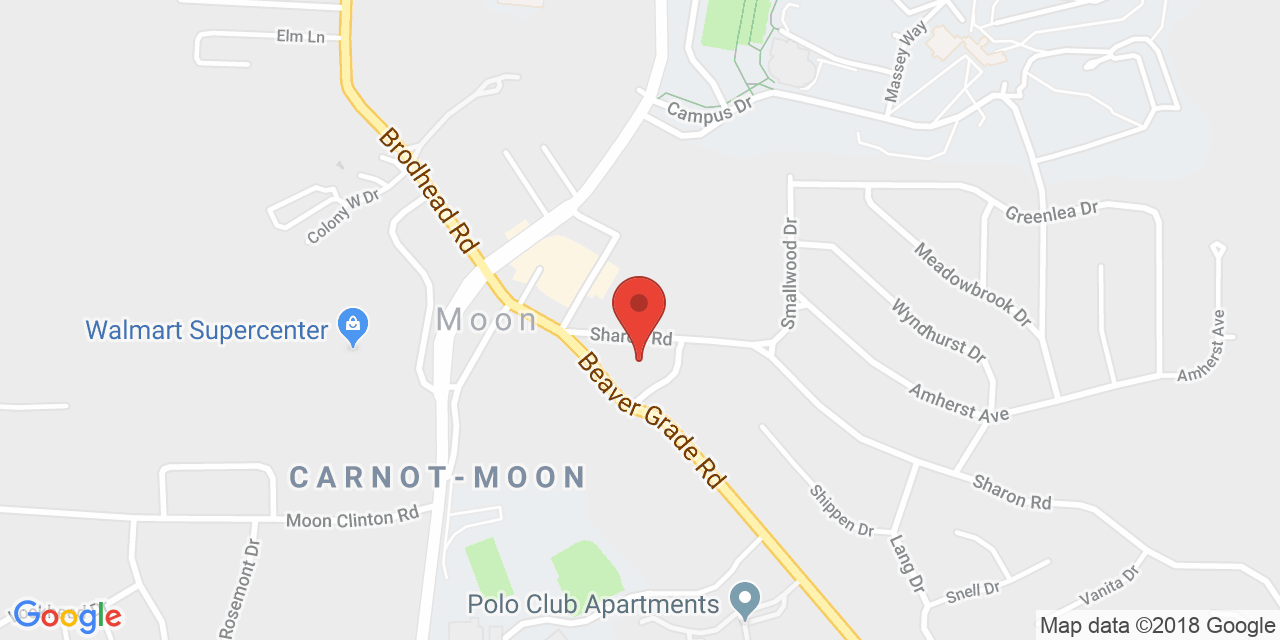 Elm Ln
Massey Way
Campus Dr
Brodhead Rd
Colony W Dr
Greenlea Dr
Smallwood Dr
Meadowbrook Dr
Wyndhurst Dr
Walmart Supercenter
Moon
Sharon Rd
Amherst Ave
Amherst Ave
Beaver Grade Rd
CARNOT-MOON
Sharon Rd
Shippen Dr
Moon Clinton Rd
Rosemont Dr
Lang Dr
Snell Dr
Vanita Dr
Polo Club Apartments
Google
Map data ©2018 Google